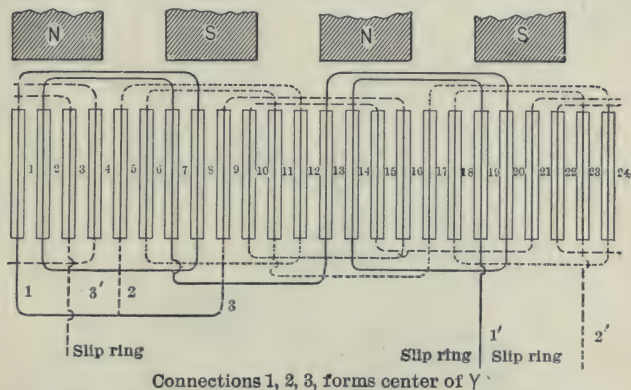 N S N S
1 2 3 4 5 6 7 8 9 10 11 12 13 14 15 16 17 18 19 20 21 22 23 24
1 3′ 2 3 1′ 2′
Slip ring Slip ring Slip ring
Connections 1, 2, 3, forms center of Y